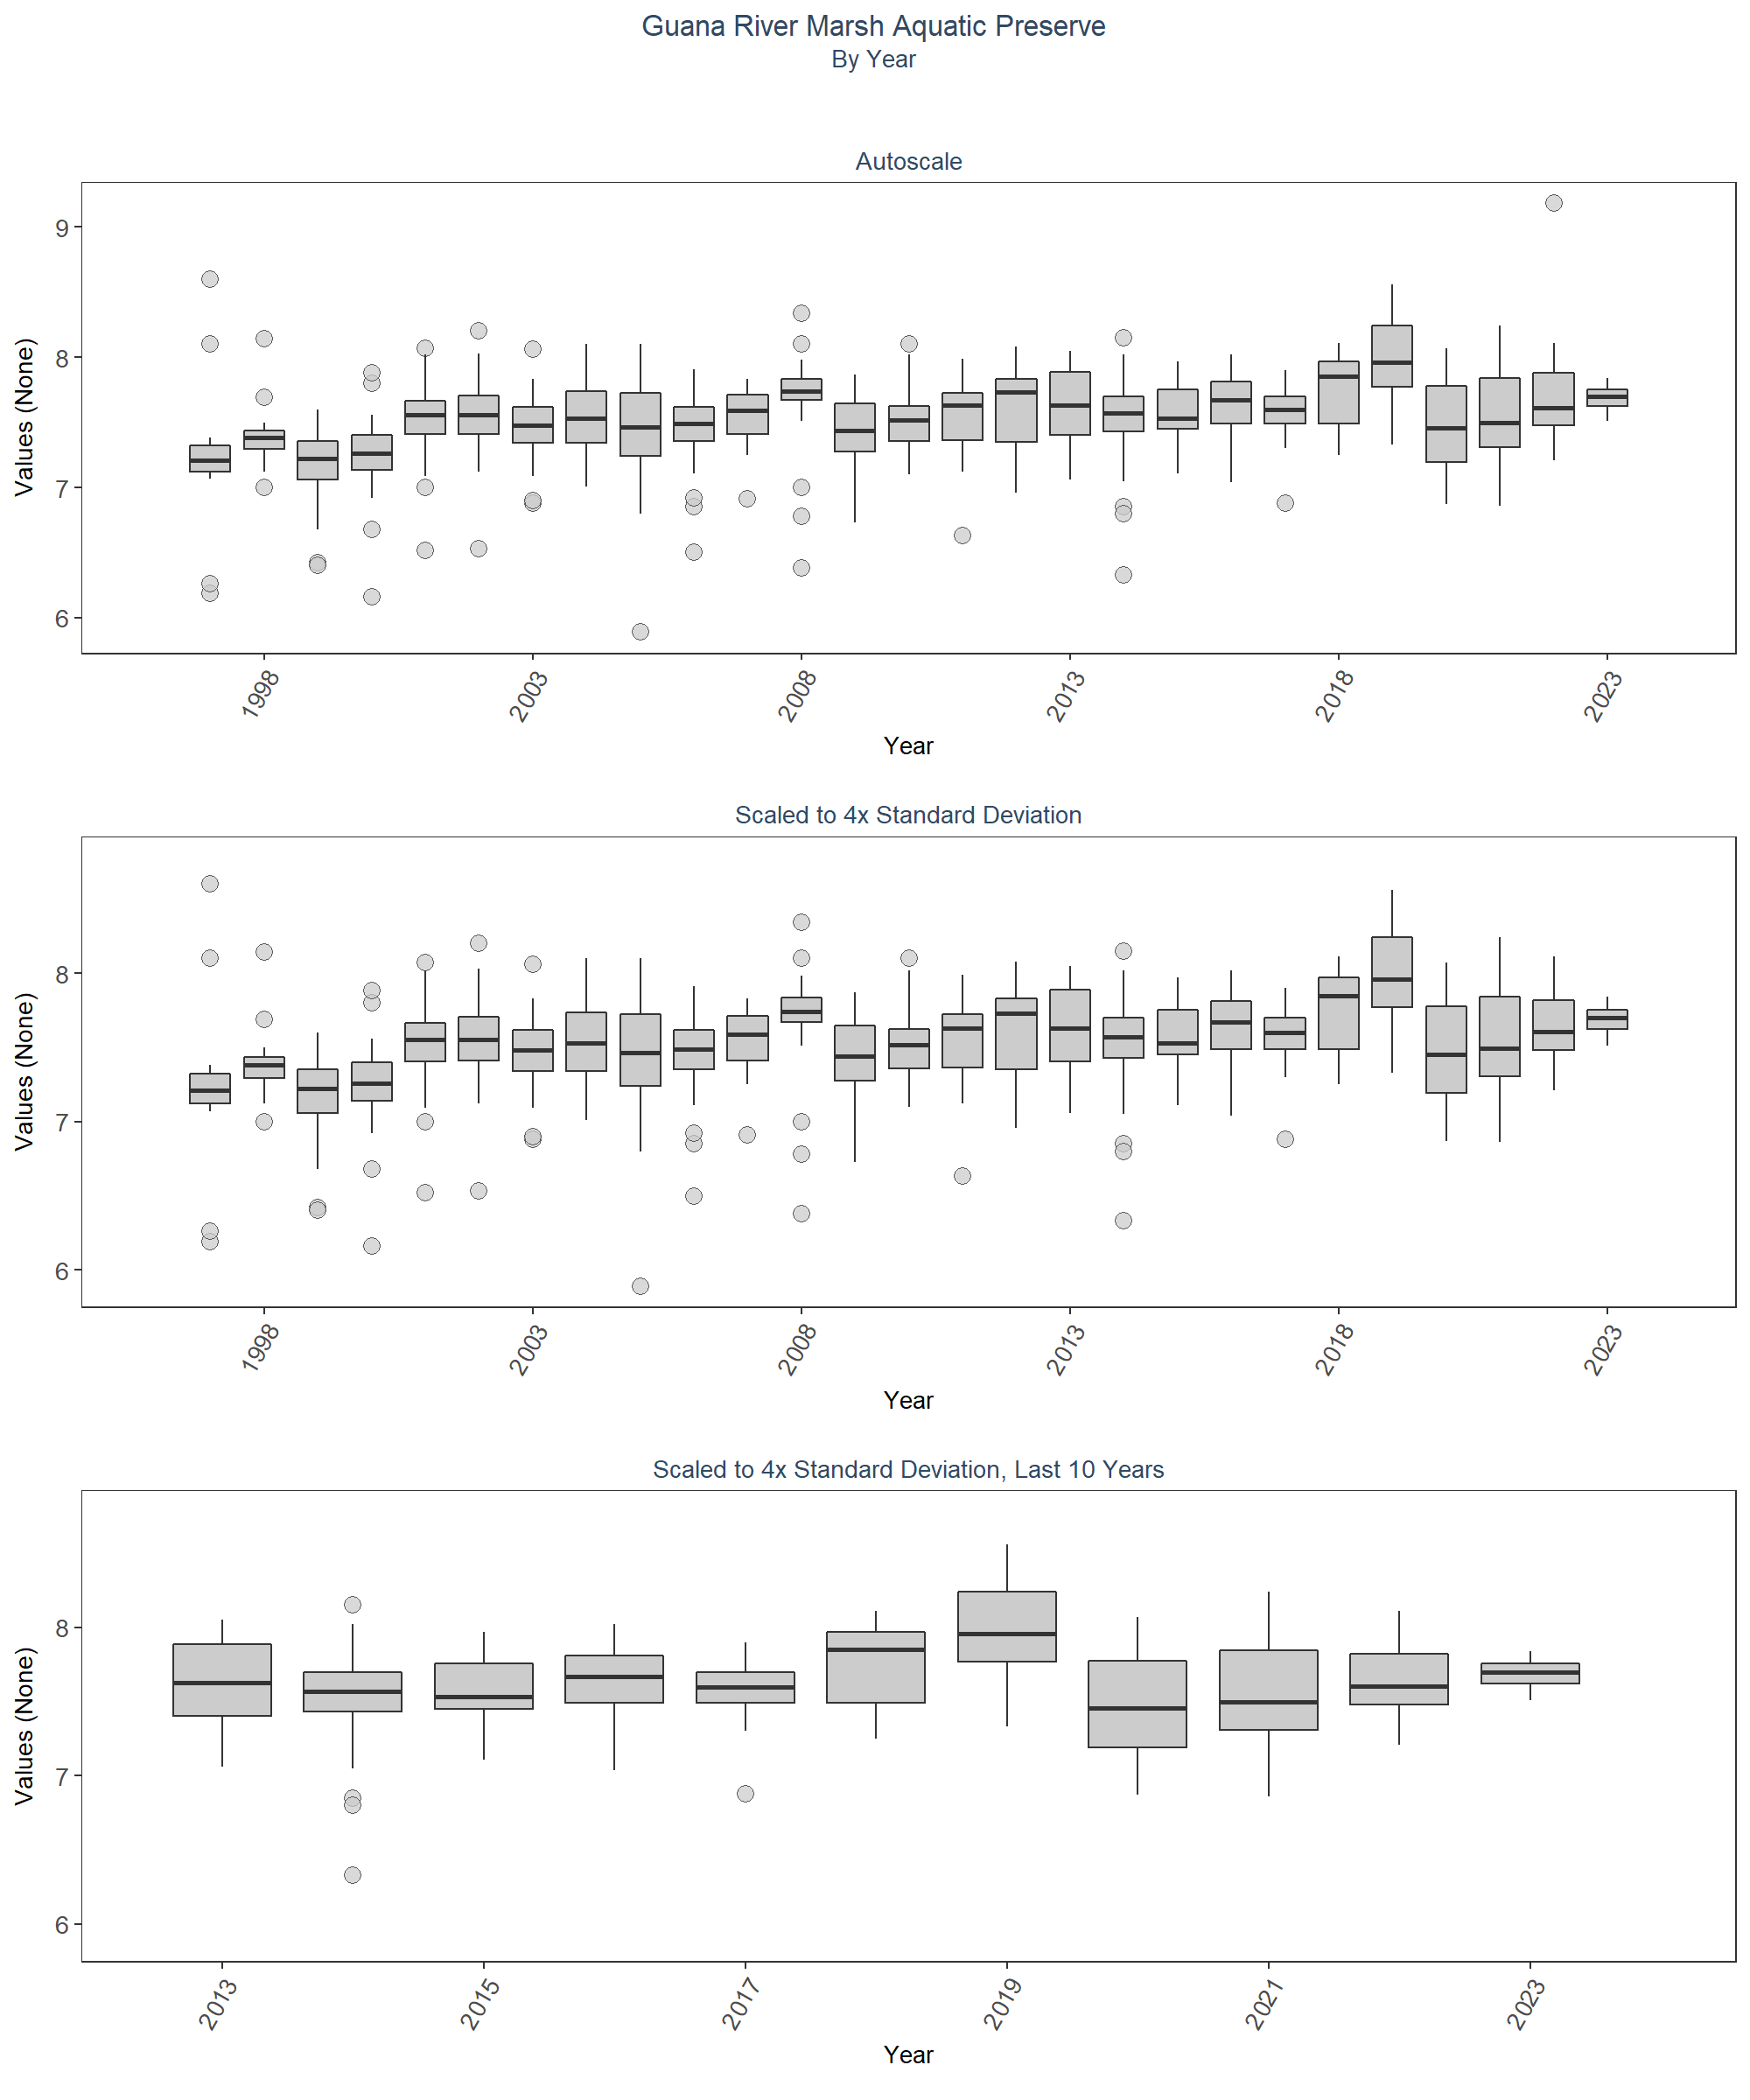 Guana River Marsh Aquatic Preserve
By Year
Autoscale
Values (None)
9
8
7
6
1998 2003 2008 2013 2018 2023
Year
Scaled to 4x Standard Deviation
Values (None)
8
7
6
1998 2003 2008 2013 2018 2023
Year
Scaled to 4x Standard Deviation, Last 10 Years
Values (None)
8
7
6
2013 2015 2017 2019 2021 2023
Year